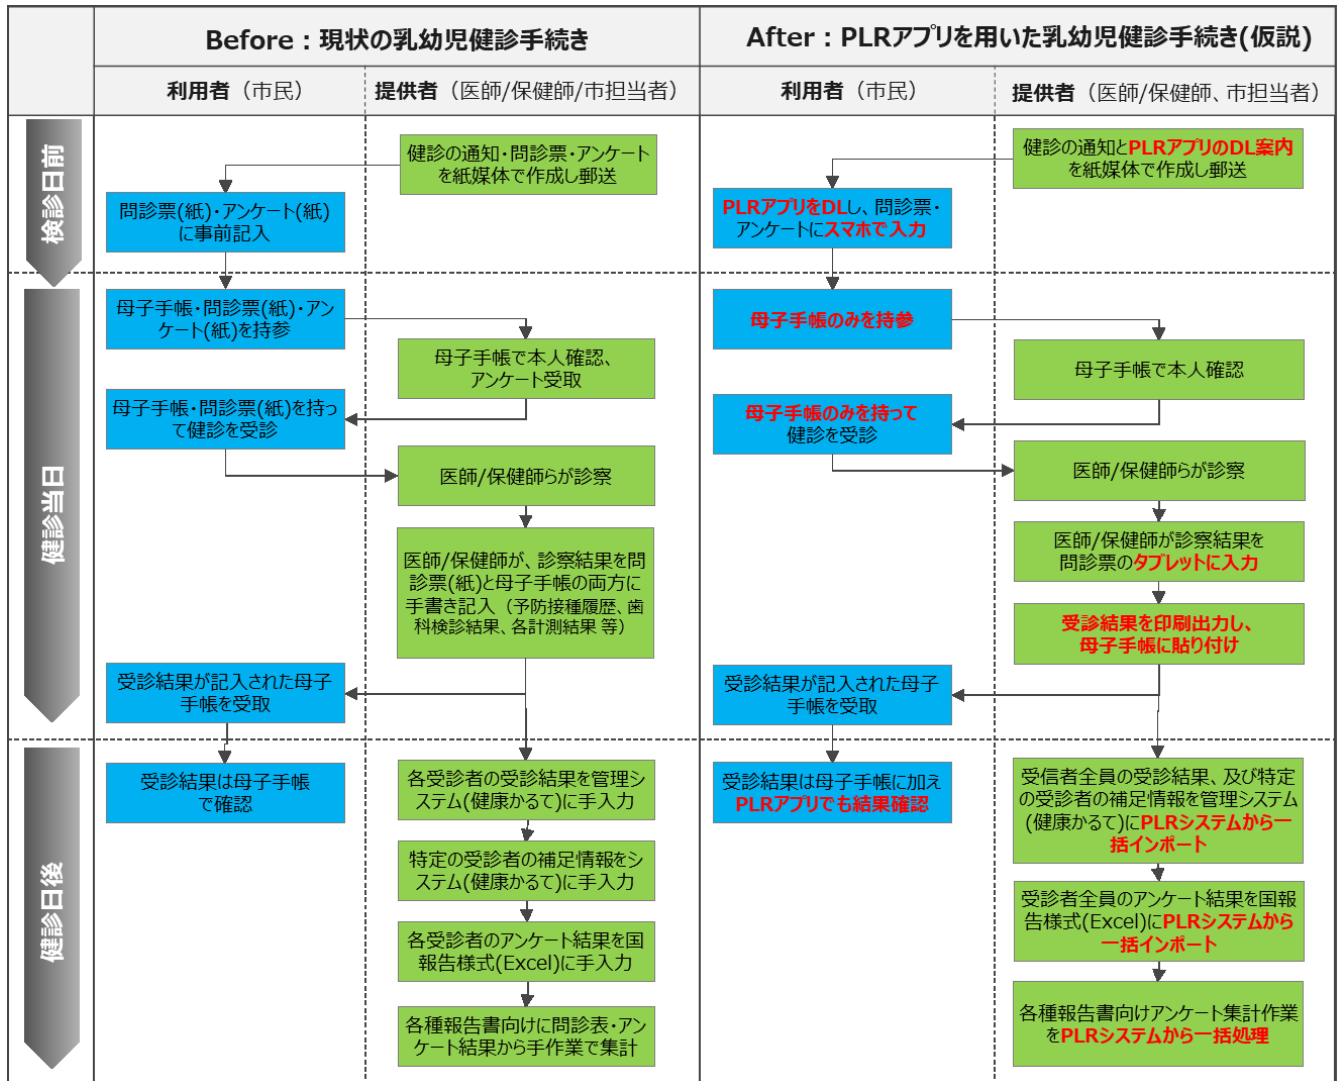 Before：現状の乳幼児健診手続き
After：PLRアプリを用いた乳幼児健診手続き(仮説)
利用者（市民）
提供者（医師/保健師/市担当者）
利用者（市民）
提供者（医師/保健師、市担当者）
検診日前
健診の通知・問診票・アンケート
を紙媒体で作成し郵送
問診票(紙)・アンケート(紙)
に事前記入
健診の通知とPLRアプリのDL案内
を紙媒体で作成し郵送
PLRアプリをDLし、問診票・
アンケートにスマホで入力
健診当日
母子手帳・問診票(紙)・アン
ケート(紙)を持参
母子手帳で本人確認、
アンケート受取
母子手帳・問診票(紙)を持っ
て健診を受診
医師/保健師らが診察
医師/保健師が、診察結果を問
診票(紙)と母子手帳の両方に
手書き記入（予防接種履歴、歯
科検診結果、各計測結果 等）
受診結果が記入された母子
手帳を受取
母子手帳のみを持参
母子手帳で本人確認
母子手帳のみを持って
健診を受診
医師/保健師らが診察
医師/保健師が診察結果を
問診票のタブレットに入力
受診結果を印刷出力し、
母子手帳に貼り付け
受診結果が記入された母子
手帳を受取
健診日後
受診結果は母子手帳
で確認
各受診者の受診結果を管理シ
ステム(健康かるて)に手入力
特定の受診者の補足情報をシ
ステム(健康かるて)に手入力
各受診者のアンケート結果を国
報告様式(Excel)に手入力
各種報告書向けに問診表・アン
ケート結果から手作業で集計
受診結果は母子手帳に加え
PLRアプリでも結果確認
受信者全員の受診結果、及び特定
の受診者の補足情報を管理システム
(健康かるて)にPLRシステムから一
括インポート
受診者全員のアンケート結果を国報
告様式(Excel)にPLRシステムから
一括インポート
各種報告書向けアンケート集計作業
をPLRシステムから一括処理